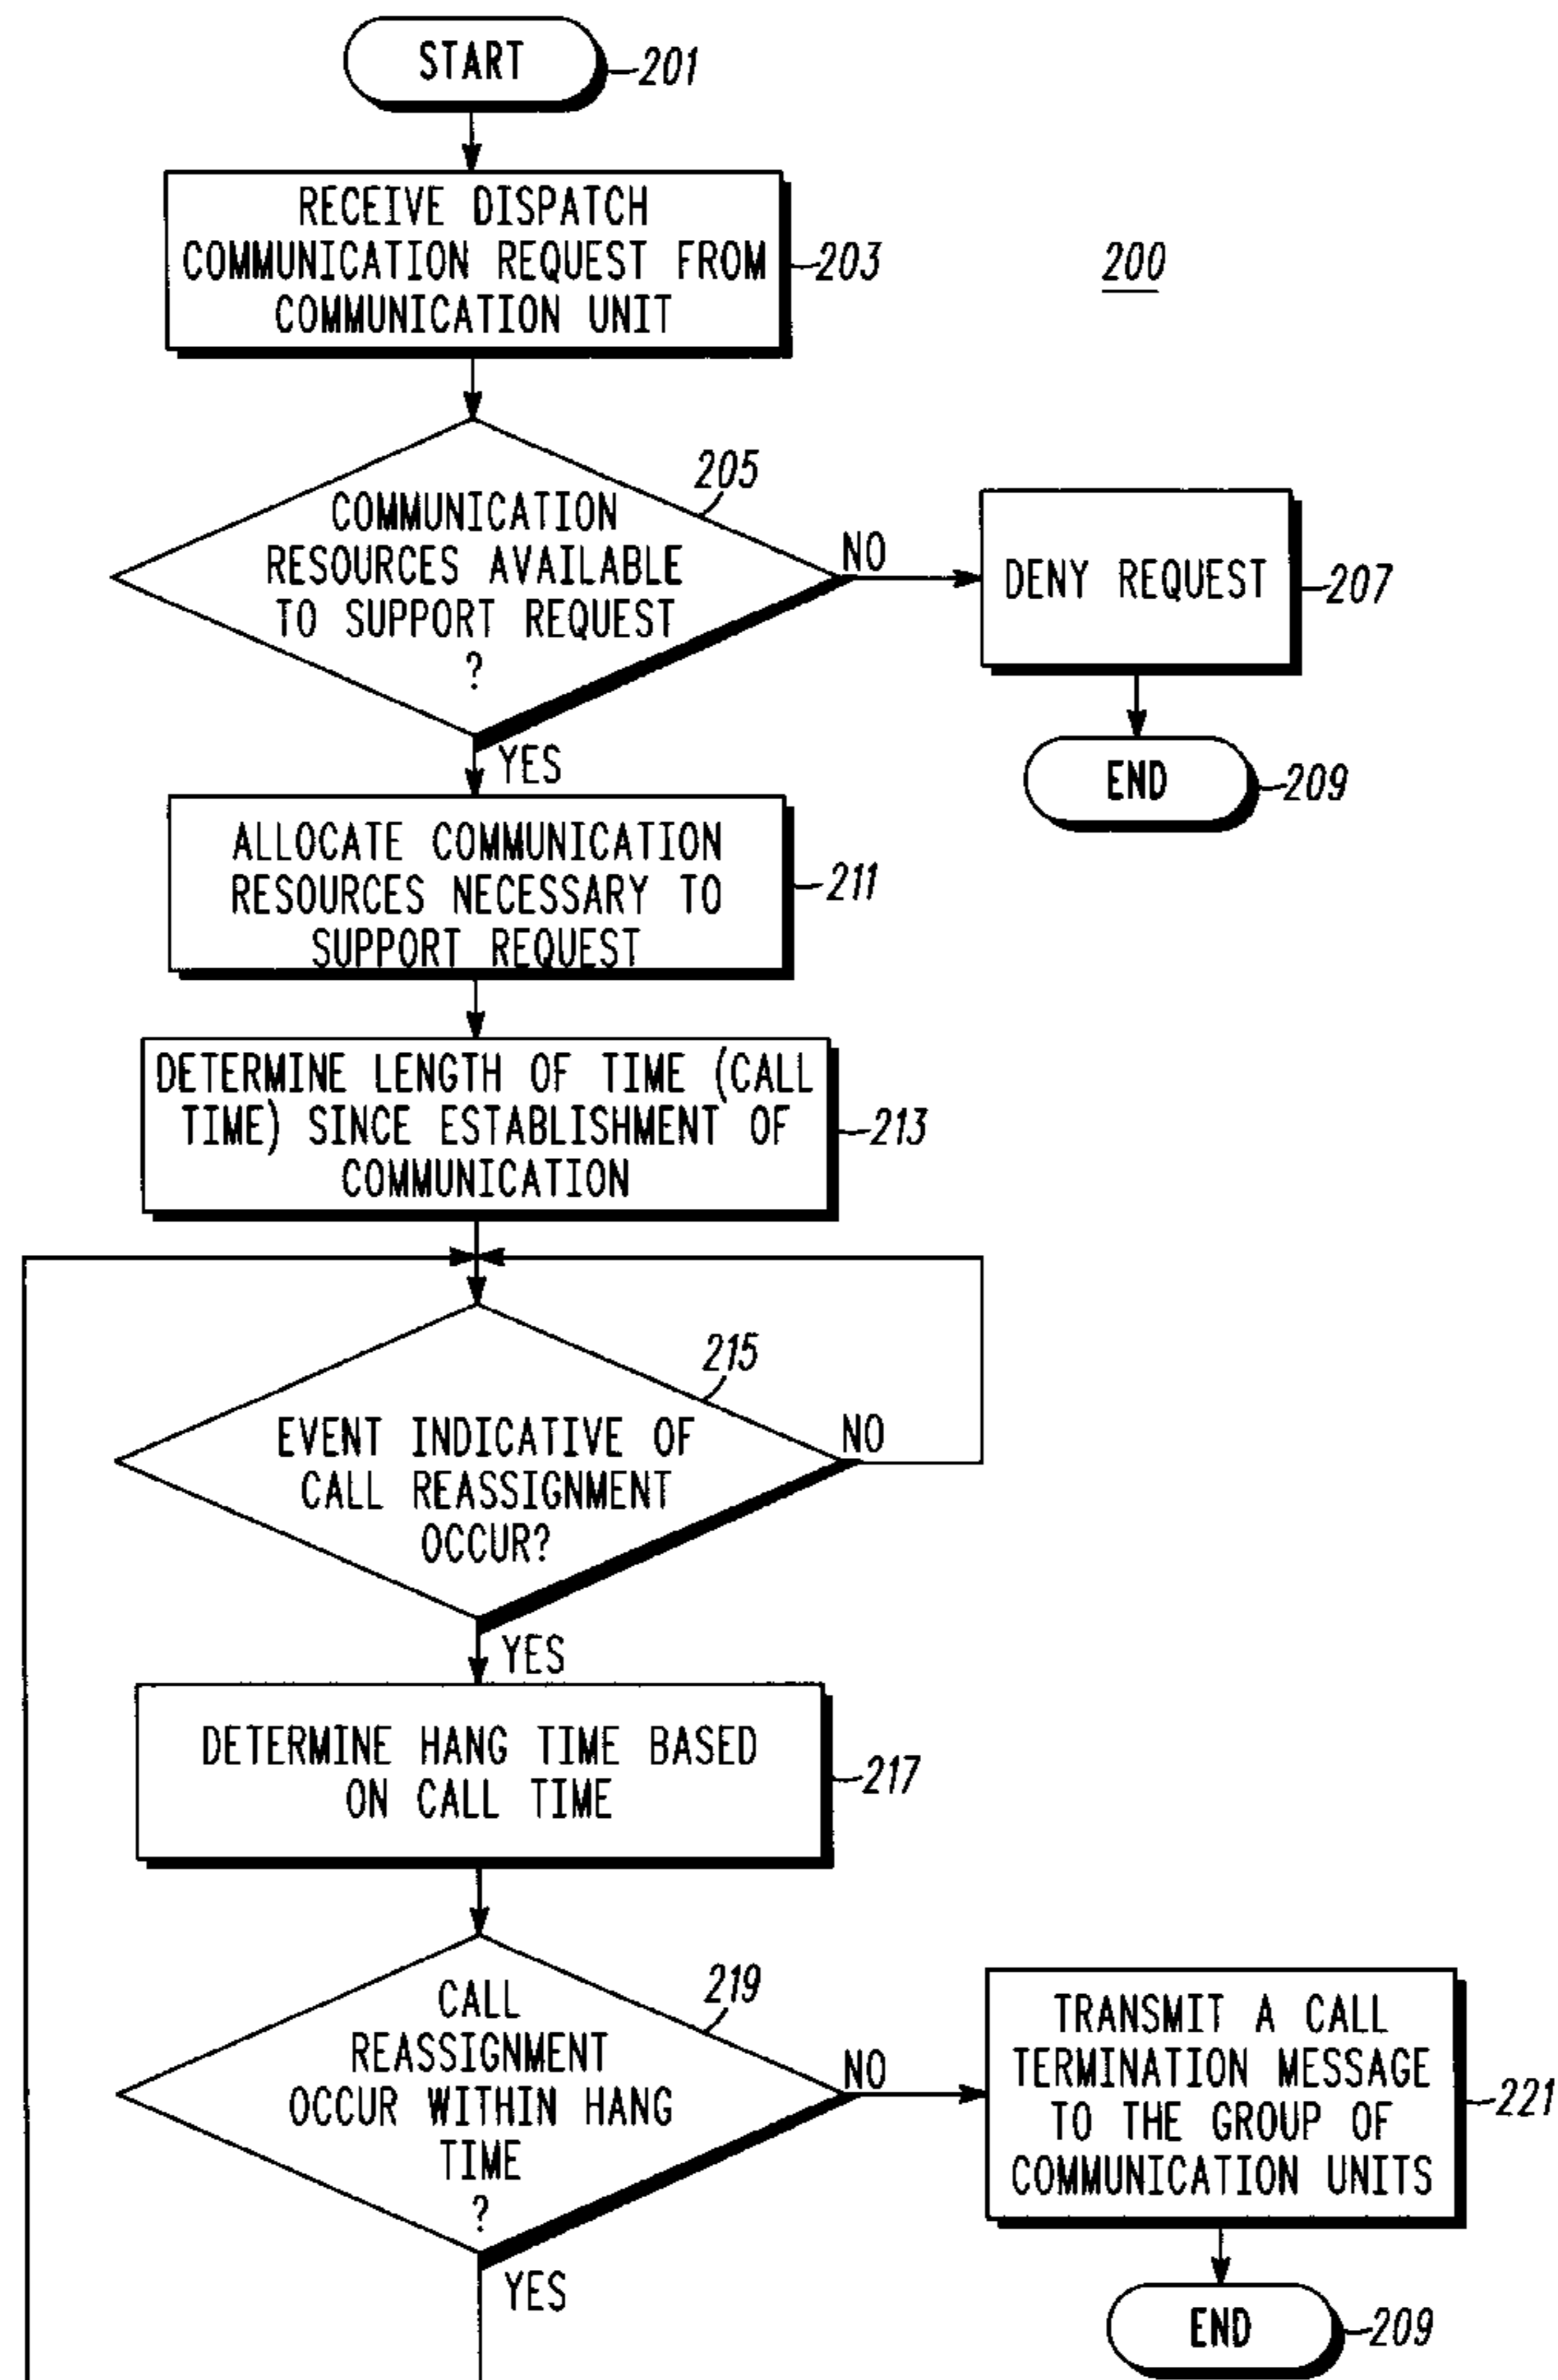 START
201
RECEIVE DISPATCH
COMMUNICATION REQUEST FROM
COMMUNICATION UNIT
203
200
205
COMMUNICATION
RESOURCES AVAILABLE
TO SUPPORT REQUEST
?
NO
DENY REQUEST
207
END
209
YES
ALLOCATE COMMUNICATION
RESOURCES NECESSARY TO
SUPPORT REQUEST
211
DETERMINE LENGTH OF TIME (CALL
TIME) SINCE ESTABLISHMENT OF
COMMUNICATION
213
215
EVENT INDICATIVE OF
CALL REASSIGNMENT
OCCUR?
NO
YES
DETERMINE HANG TIME BASED
ON CALL TIME
217
219
CALL
REASSIGNMENT
OCCUR WITHIN HANG
TIME
?
NO
TRANSMIT A CALL
TERMINATION MESSAGE
TO THE GROUP OF
COMMUNICATION UNITS
221
YES
END
209